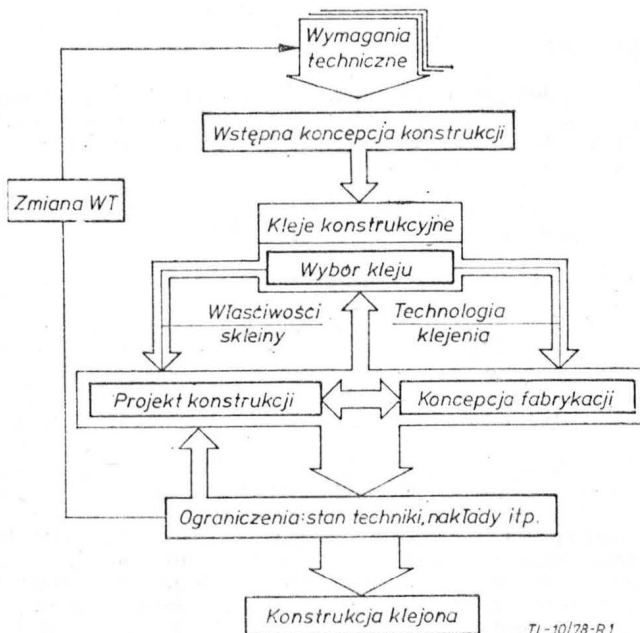 Wymagania
techniczne
Wstępna koncepcja konstrukcji
Zmiana WT
Kleje konstrukcyjne
Wybór kleju
Właściwości
skleiny
Technologia
klejenia
Projekt konstrukcji
Koncepcja fabrykacji
Ograniczenia: stan techniki, nakłady itp.
Konstrukcja klejona
TL-10/78-R1